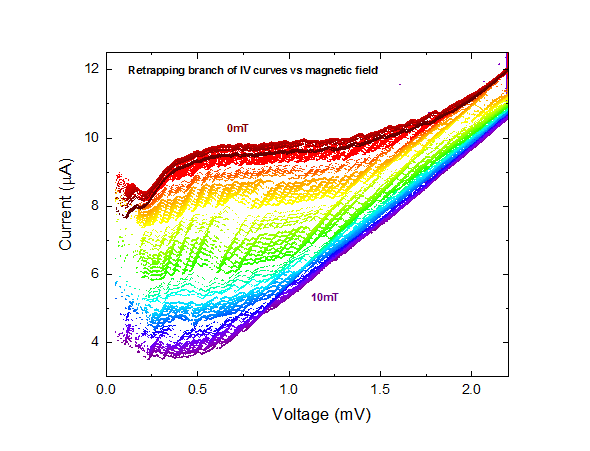 Retrapping branch of IV curves vs magnetic field
0mT
10mT
12
10
8
6
4
0.0 0.5 1.0 1.5 2.0
Voltage (mV)
Current (μA)